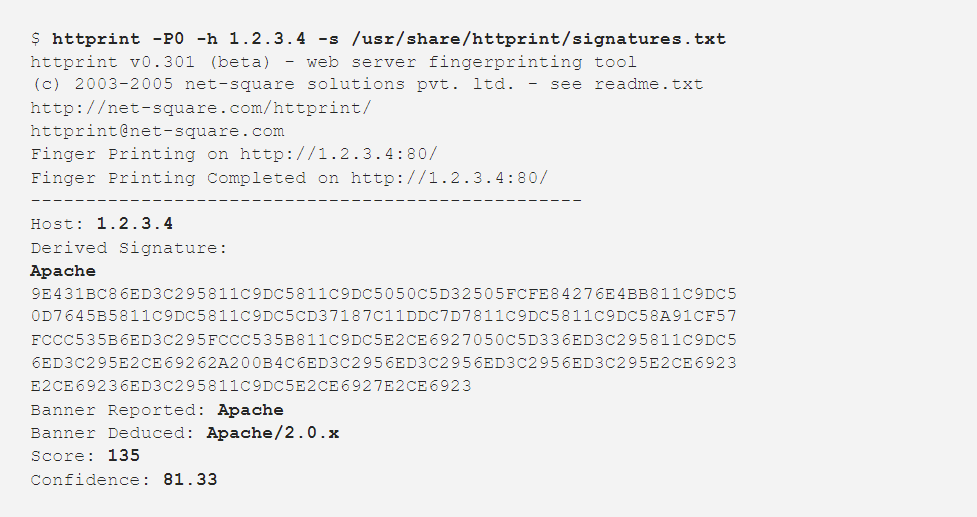 $ httprint -P0 -h 1.2.3.4 -s /usr/share/httprint/signatures.txt
httprint v0.301 (beta) - web server fingerprinting tool
(c) 2003-2005 net-square solutions pvt. ltd. - see readme.txt
http://net-square.com/httprint/
httprint@net-square.com
Finger Printing on http://1.2.3.4:80/
Finger Printing Completed on http://1.2.3.4:80/
--------------------------------------------------
Host: 1.2.3.4
Derived Signature:
Apache
9E431BC86ED3C295811C9DC5811C9DC5050C5D32505FCFE84276E4BB811C9DC5
0D7645B5811C9DC5811C9DC5CD37187C11DDC7D7811C9DC5811C9DC58A91CF57
FCCC535B6ED3C295FCCC535B811C9DC5E2CE6927050C5D336ED3C295811C9DC5
6ED3C295E2CE69262A200B4C6ED3C2956ED3C2956ED3C2956ED3C295E2CE6923
E2CE69236ED3C295811C9DC5E2CE6927E2CE6923
Banner Reported: Apache
Banner Deduced: Apache/2.0.x
Score: 135
Confidence: 81.33